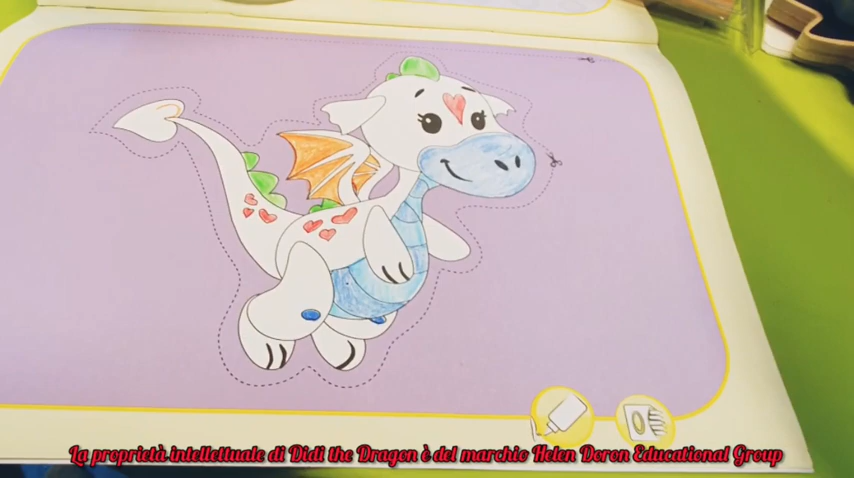 La proprietà intellettuale di Didi the Dragon è del marchio Helen Doron Educational Group